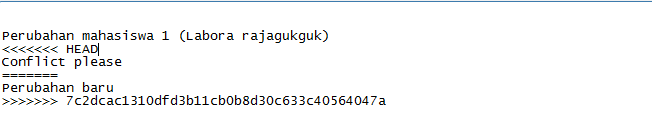 Perubahan mahasiswa 1 (Labora rajagukguk)
<<<<<<< HEAD
Conflict please
=======
Perubahan baru
>>>>>>> 7c2dcac1310dfd3b11cb0b8d30c633c40564047a